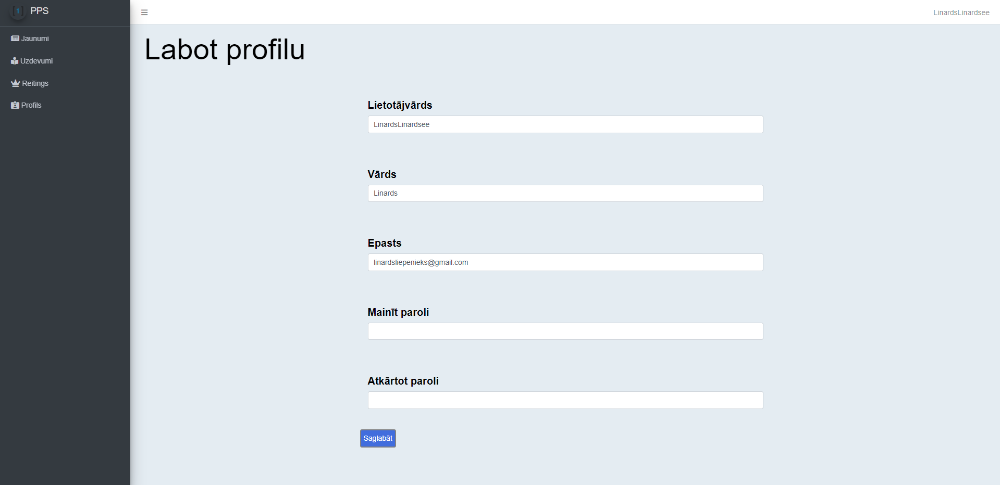 [1] PPS
LinardsLinardsee
Jaunumi
Uzdevumi
Reitings
Profils
Labot profilu
Lietotājvārds
LinardsLinardsee
Vārds
Linards
Epasts
linardsliepenieks@gmail.com
Mainīt paroli
Atkārtot paroli
Saglabāt